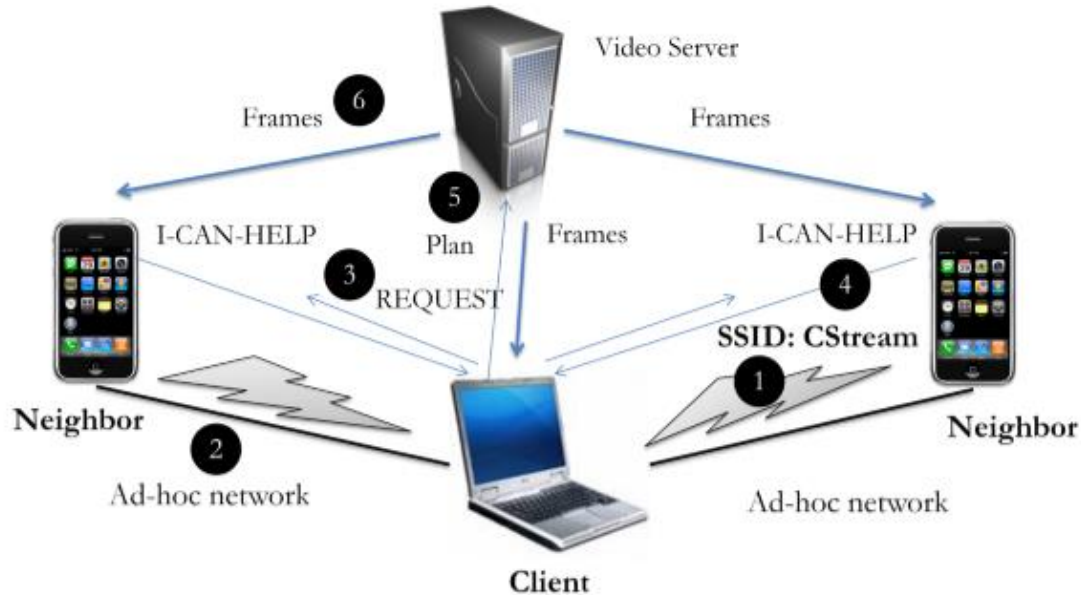 Video Server
6
Frames
Frames
5
I-CAN-HELP
Plan
Frames
I-CAN-HELP
3
REQUEST
4
SSID: CStream
1
Neighbor
Neighbor
2
Ad-hoc network
Ad-hoc network
Client